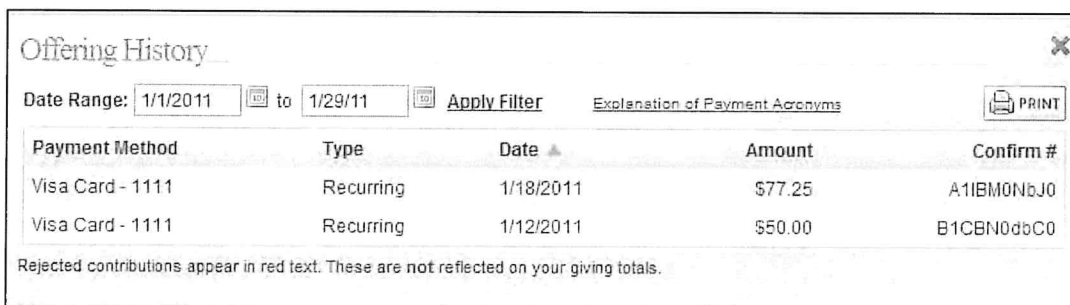 Offering History
Date Range: 1/1/2011 to 1/29/11 Apply Filter Explanation of Payment Acronyms PRINT
Payment Method Type Date Amount Confirm #
Visa Card - 1111 Recurring 1/18/2011 $77.25 A1IBM0NbJ0
Visa Card - 1111 Recurring 1/12/2011 $50.00 B1CBN0dbC0
Rejected contributions appear in red text. These are not reflected on your giving totals.